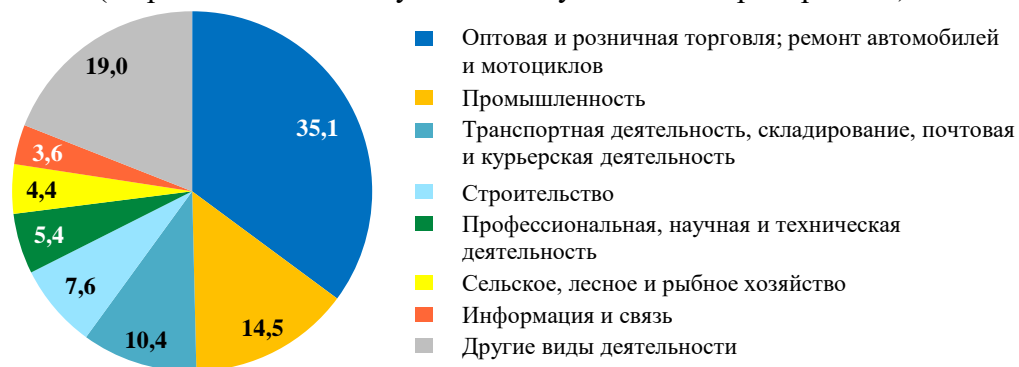 35,1
14,5
10,4
7,6
5,4
4,4
3,6
19,0
Оптовая и розничная торговля; ремонт автомобилей
и мотоциклов
Промышленность
Транспортная деятельность, складирование, почтовая
и курьерская деятельность
Строительство
Профессиональная, научная и техническая
деятельность
Сельское, лесное и рыбное хозяйство
Информация и связь
Другие виды деятельности